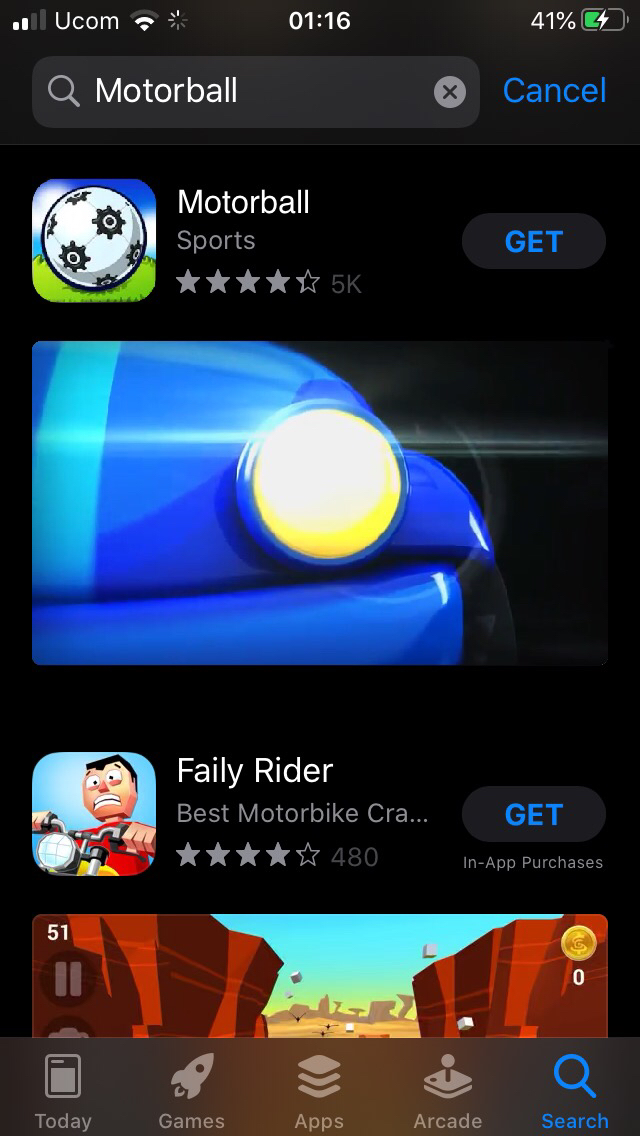 Ucom 01:16 41%
Motorball Cancel
Motorball
Sports
GET
5K
Faily Rider
Best Motorbike Cra...
GET
480
In-App Purchases
51
0
Today Games Apps Arcade Search